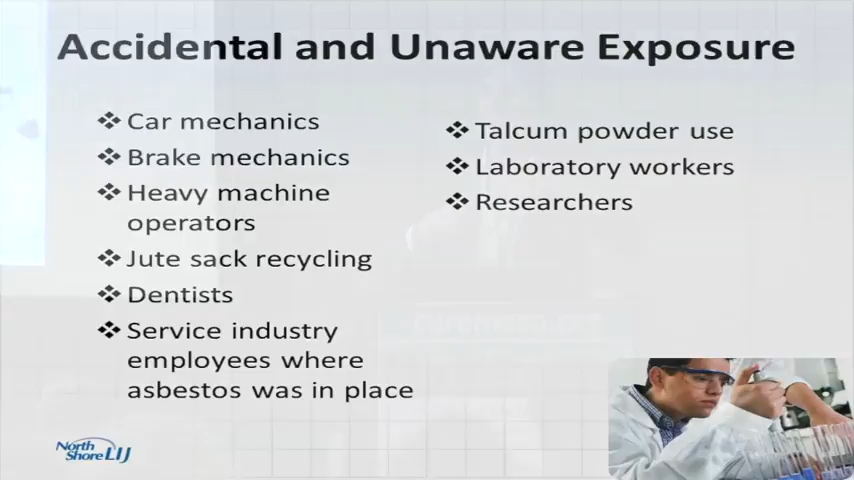 Accidental and Unaware Exposure
Car mechanics
Brake mechanics
Heavy machine
operators
Jute sack recycling
Dentists
Service industry
employees where
asbestos was in place
Talcum powder use
Laboratory workers
Researchers
North
Shore LIJ